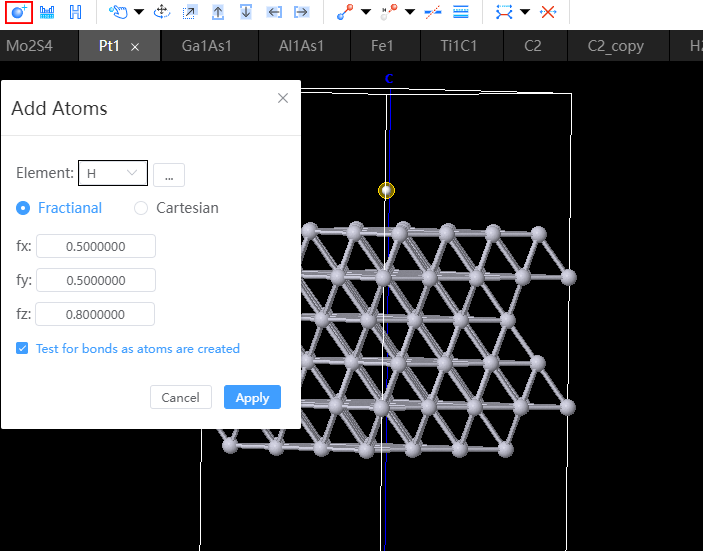 Mo2S4 Pt1 × Ga1As1 Al1As1 Fe1 Ti1C1 C2 C2_copy H2
C
Add Atoms ×
Element: H ...
Fractianal Cartesian
fx: 0.5000000
fy: 0.5000000
fz: 0.8000000
Test for bonds as atoms are created
Cancel Apply